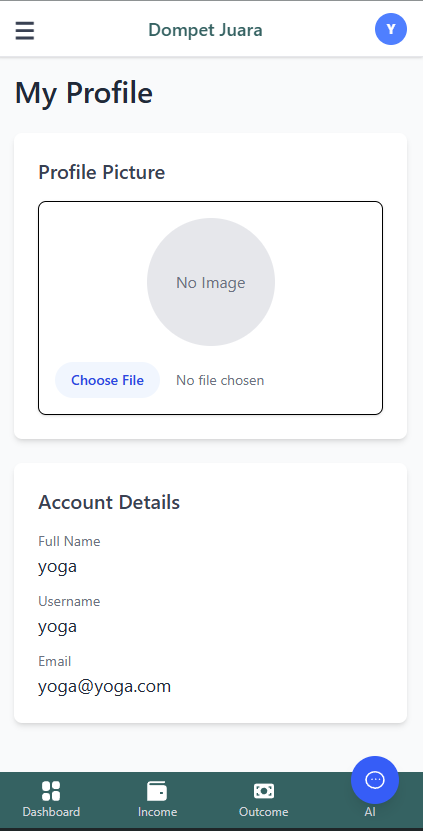 Dompet Juara
Y
My Profile
Profile Picture
No Image
Choose File No file chosen
Account Details
Full Name
yoga
Username
yoga
Email
yoga@yoga.com
Dashboard Income Outcome AI